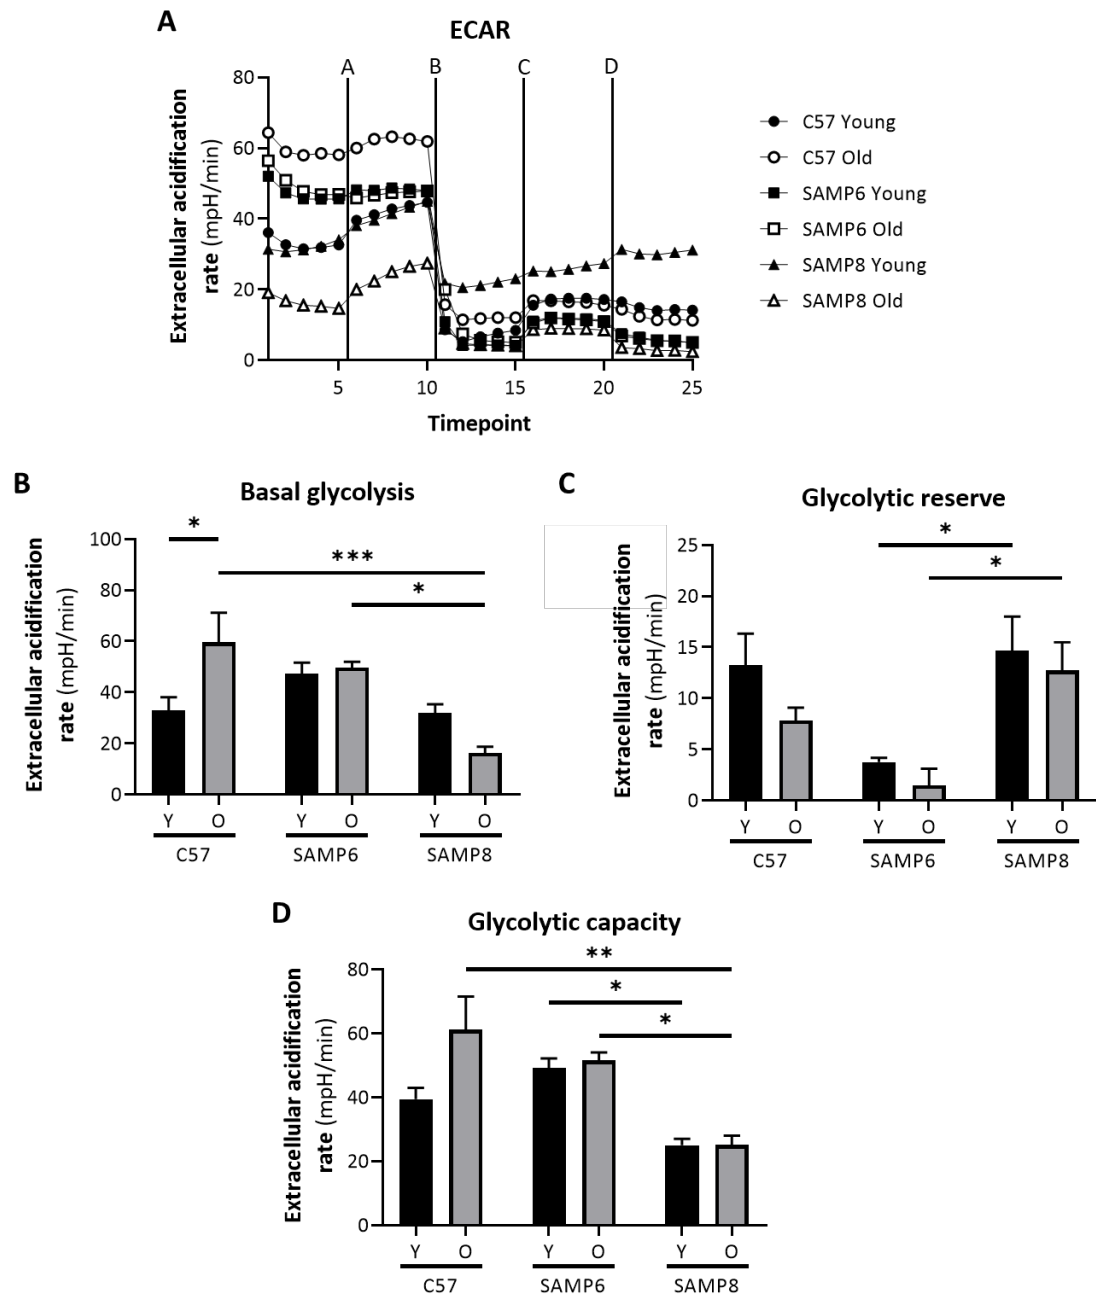 A
ECAR
A B C D
80
60
40
20
0
Extracellular acidification
rate (mpH/min)
5 10 15 20 25
Timepoint
C57 Young
C57 Old
SAMP6 Young
SAMP6 Old
SAMP8 Young
SAMP8 Old
B
Basal glycolysis
*
***
*
100
80
60
40
20
0
Extracellular acidification
rate (mpH/min)
Y O Y O Y O
C57 SAMP6 SAMP8
C
Glycolytic reserve
*
*
25
20
15
10
5
0
Extracellular acidification
rate (mpH/min)
Y O Y O Y O
C57 SAMP6 SAMP8
D
Glycolytic capacity
**
*
*
80
60
40
20
0
Extracellular acidification
rate (mpH/min)
Y O Y O Y O
C57 SAMP6 SAMP8